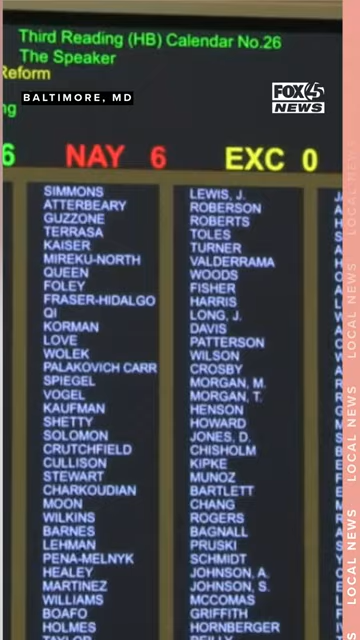 Third Reading (HB) Calendar No.26
The Speaker
Reform
BALTIMORE, MD
FOX45
NEWS
6 NAY 6 EXC 0
SIMMONS
ATTERBEARY
GUZZONE
TERRASA
KAISER
MIREKU-NORTH
QUEEN
FOLEY
FRASER-HIDALGO
QI
KORMAN
LOVE
WOLEK
PALAKOVICH CARR
SPIEGEL
VOGEL
KAUFMAN
SHETTY
SOLOMON
CRUTCHFIELD
CULLISON
STEWART
CHARKOUDIAN
MOON
WILKINS
BARNES
LEHMAN
PENA-MELNYK
HEALEY
MARTINEZ
WILLIAMS
BOAFO
HOLMES
TAYLOR
LEWIS, J.
ROBERSON
ROBERTS
TOLES
TURNER
VALDERRAMA
WOODS
FISHER
HARRIS
LONG, J.
DAVIS
PATTERSON
WILSON
CROSBY
MORGAN, M.
MORGAN, T.
HENSON
HOWARD
JONES, D.
CHISHOLM
KIPKE
MUNOZ
BARTLETT
CHANG
ROGERS
BAGNALL
PRUSKI
SCHMIDT
JOHNSON, A.
JOHNSON, S.
MCCOMAS
GRIFFITH
HORNBERGER
LOCAL NEWS
LOCAL NEWS
LOCAL NEWS
LOCAL NEWS